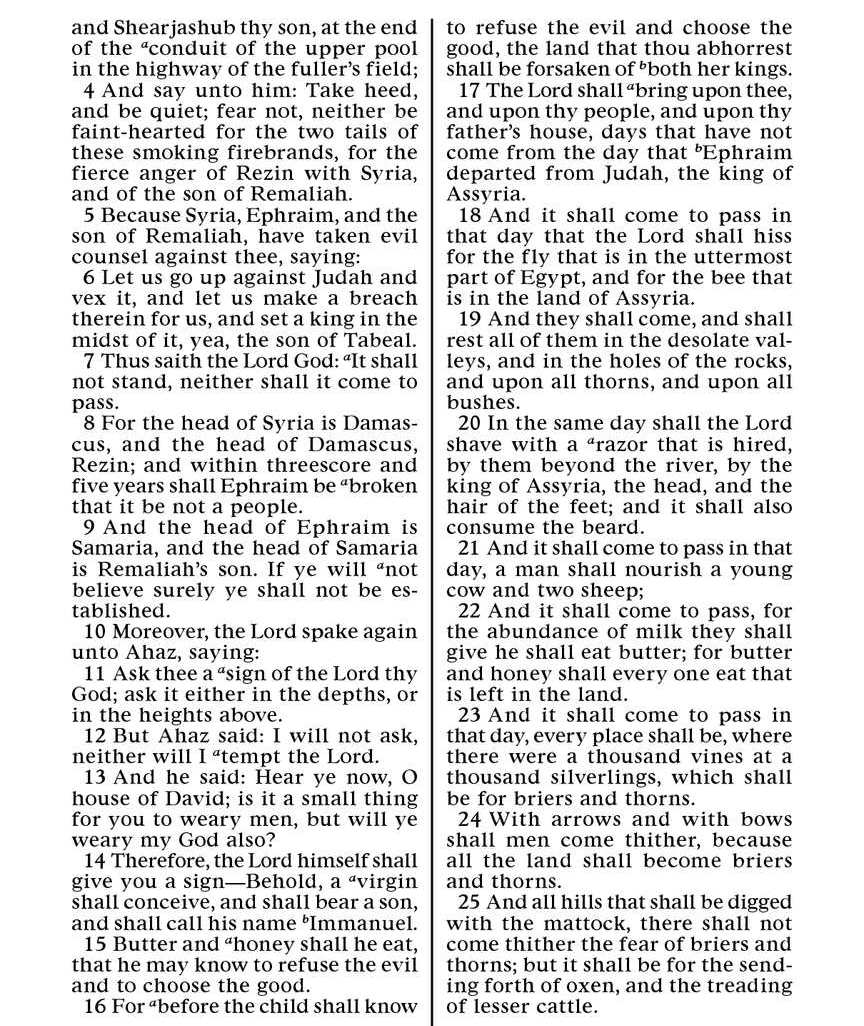 and Shearjashub thy son, at the end
of the ᵃconduit of the upper pool
in the highway of the fuller’s field;
4 And say unto him: Take heed,
and be quiet; fear not, neither be
faint-hearted for the two tails of
these smoking firebrands, for the
fierce anger of Rezin with Syria,
and of the son of Remaliah.
5 Because Syria, Ephraim, and the
son of Remaliah, have taken evil
counsel against thee, saying:
6 Let us go up against Judah and
vex it, and let us make a breach
therein for us, and set a king in the
midst of it, yea, the son of Tabeal.
7 Thus saith the Lord God: ᵃIt shall
not stand, neither shall it come to
pass.
8 For the head of Syria is Damas-
cus, and the head of Damascus,
Rezin; and within threescore and
five years shall Ephraim be ᵃbroken
that it be not a people.
9 And the head of Ephraim is
Samaria, and the head of Samaria
is Remaliah’s son. If ye will ᵃnot
believe surely ye shall not be es-
tablished.
10 Moreover, the Lord spake again
unto Ahaz, saying:
11 Ask thee a ᵃsign of the Lord thy
God; ask it either in the depths, or
in the heights above.
12 But Ahaz said: I will not ask,
neither will I ᵃtempt the Lord.
13 And he said: Hear ye now, O
house of David; is it a small thing
for you to weary men, but will ye
weary my God also?
14 Therefore, the Lord himself shall
give you a sign—Behold, a ᵃvirgin
shall conceive, and shall bear a son,
and shall call his name ᵇImmanuel.
15 Butter and ᵃhoney shall he eat,
that he may know to refuse the evil
and to choose the good.
16 For ᵃbefore the child shall know
to refuse the evil and choose the
good, the land that thou abhorrest
shall be forsaken of ᵇboth her kings.
17 The Lord shall ᵃbring upon thee,
and upon thy people, and upon thy
father’s house, days that have not
come from the day that ᵇEphraim
departed from Judah, the king of
Assyria.
18 And it shall come to pass in
that day that the Lord shall hiss
for the fly that is in the uttermost
part of Egypt, and for the bee that
is in the land of Assyria.
19 And they shall come, and shall
rest all of them in the desolate val-
leys, and in the holes of the rocks,
and upon all thorns, and upon all
bushes.
20 In the same day shall the Lord
shave with a ᵃrazor that is hired,
by them beyond the river, by the
king of Assyria, the head, and the
hair of the feet; and it shall also
consume the beard.
21 And it shall come to pass in that
day, a man shall nourish a young
cow and two sheep;
22 And it shall come to pass, for
the abundance of milk they shall
give he shall eat butter; for butter
and honey shall every one eat that
is left in the land.
23 And it shall come to pass in
that day, every place shall be, where
there were a thousand vines at a
thousand silverlings, which shall
be for briers and thorns.
24 With arrows and with bows
shall men come thither, because
all the land shall become briers
and thorns.
25 And all hills that shall be digged
with the mattock, there shall not
come thither the fear of briers and
thorns; but it shall be for the send-
ing forth of oxen, and the treading
of lesser cattle.